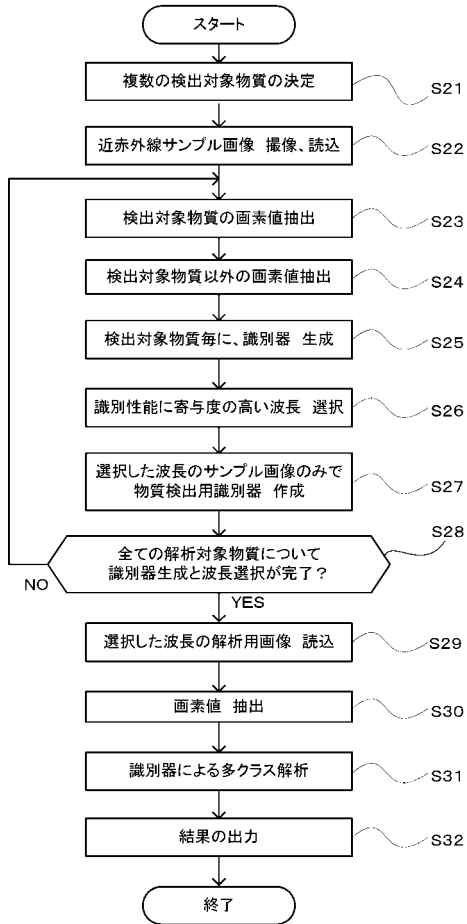 スタート
複数の検出対象物質の決定
S21
近赤外線サンプル画像 撮像、読込
S22
検出対象物質の画素値抽出
S23
検出対象物質以外の画素値抽出
S24
検出対象物質毎に、識別器 生成
S25
識別性能に寄与度の高い波長 選択
S26
選択した波長のサンプル画像のみで
物質検出用識別器 作成
S27
全ての解析対象物質について
識別器生成と波長選択が完了？
S28
NO
YES
選択した波長の解析用画像 読込
S29
画素値 抽出
S30
識別器による多クラス解析
S31
結果の出力
S32
終了